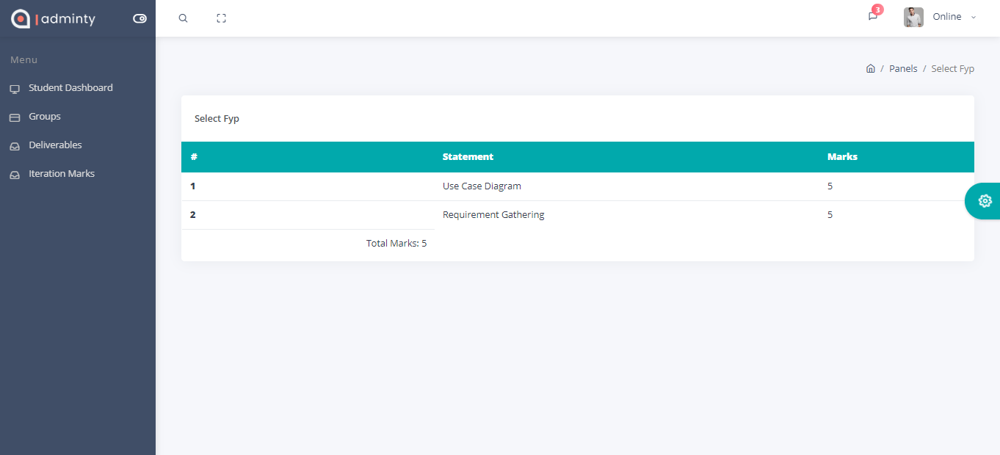 adminty
3
Online
Menu
Student Dashboard
Groups
Deliverables
Iteration Marks
/ Panels / Select Fyp
Select Fyp
# Statement Marks
1 Use Case Diagram 5
2 Requirement Gathering 5
Total Marks: 5